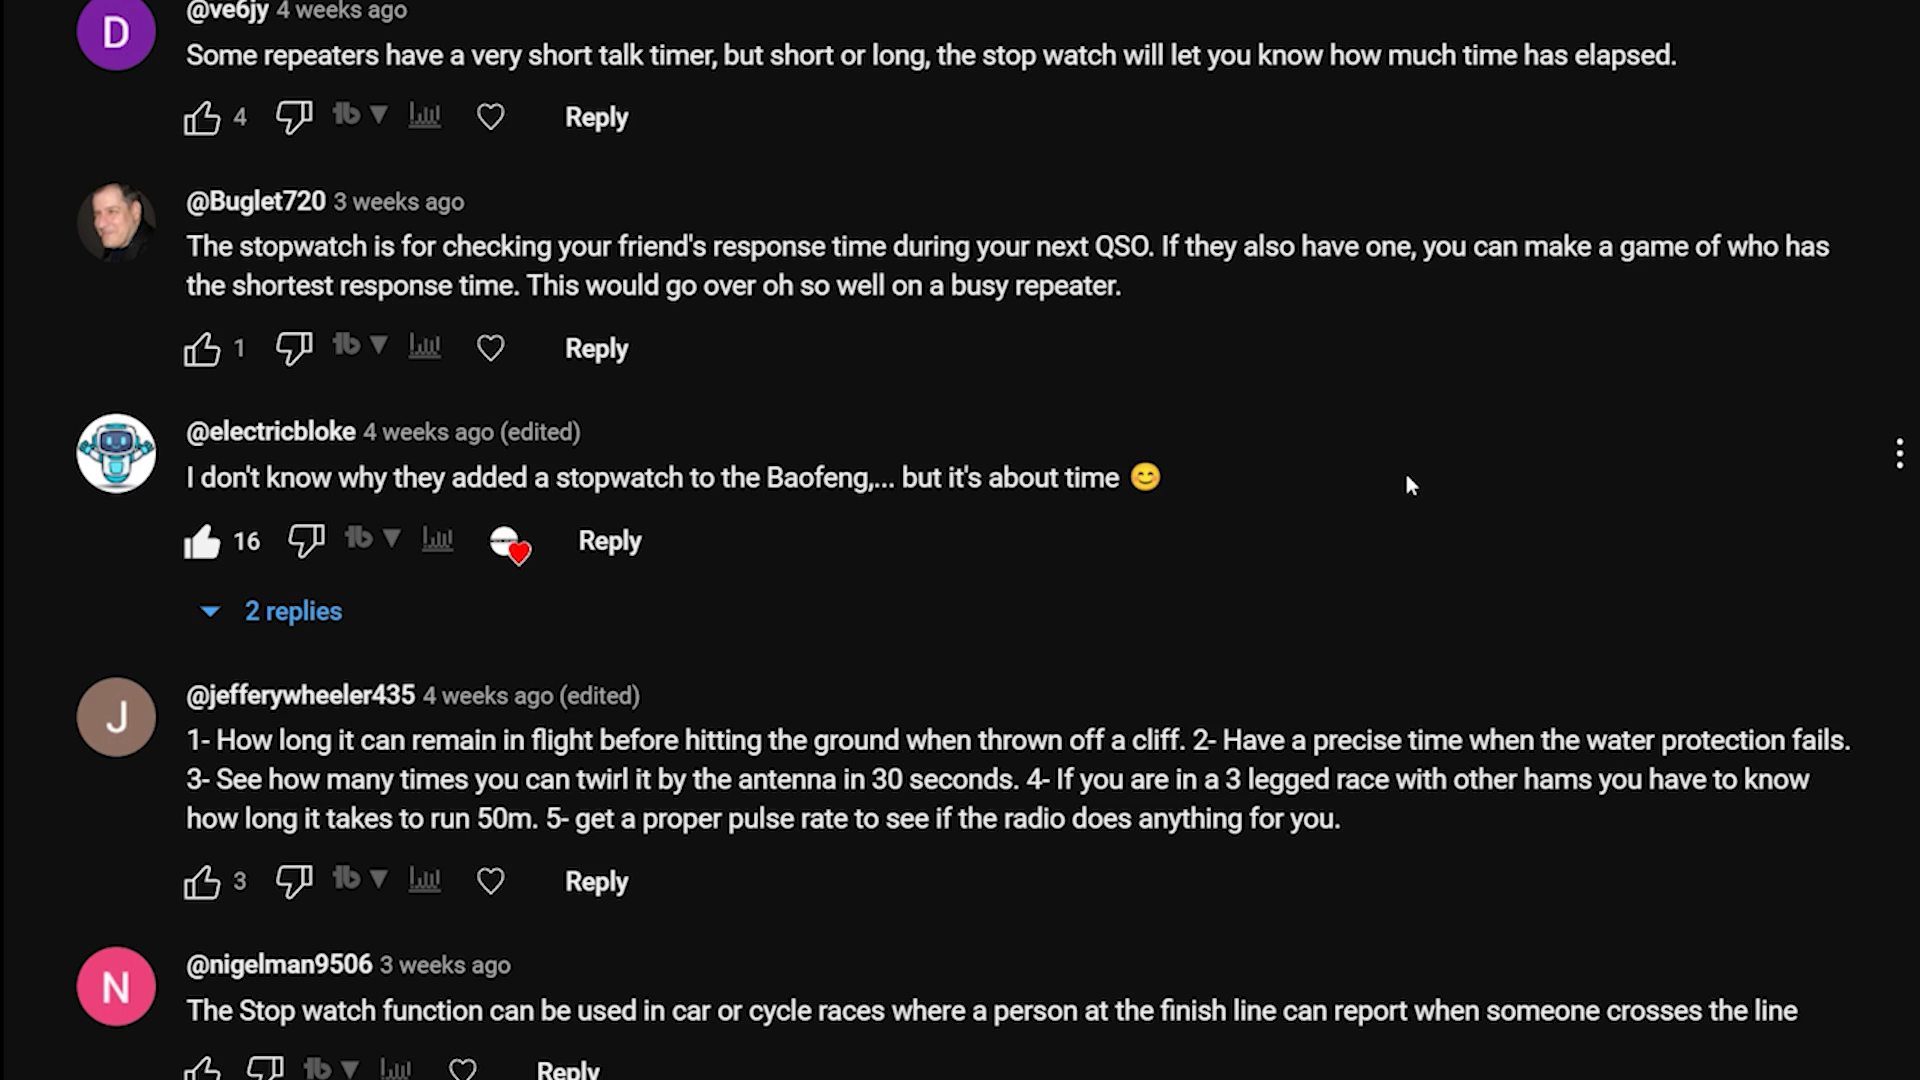 D
@ve6jy 4 weeks ago
Some repeaters have a very short talk timer, but short or long, the stop watch will let you know how much time has elapsed.
4 Reply
@Buglet720 3 weeks ago
The stopwatch is for checking your friend's response time during your next QSO. If they also have one, you can make a game of who has
the shortest response time. This would go over oh so well on a busy repeater.
1 Reply
@electricbloke 4 weeks ago (edited)
I don't know why they added a stopwatch to the Baofeng,... but it's about time 😊
16 Reply
2 replies
J
@jefferywheeler435 4 weeks ago (edited)
1- How long it can remain in flight before hitting the ground when thrown off a cliff. 2- Have a precise time when the water protection fails.
3- See how many times you can twirl it by the antenna in 30 seconds. 4- If you are in a 3 legged race with other hams you have to know
how long it takes to run 50m. 5- get a proper pulse rate to see if the radio does anything for you.
3 Reply
N
@nigelman9506 3 weeks ago
The Stop watch function can be used in car or cycle races where a person at the finish line can report when someone crosses the line
Reply